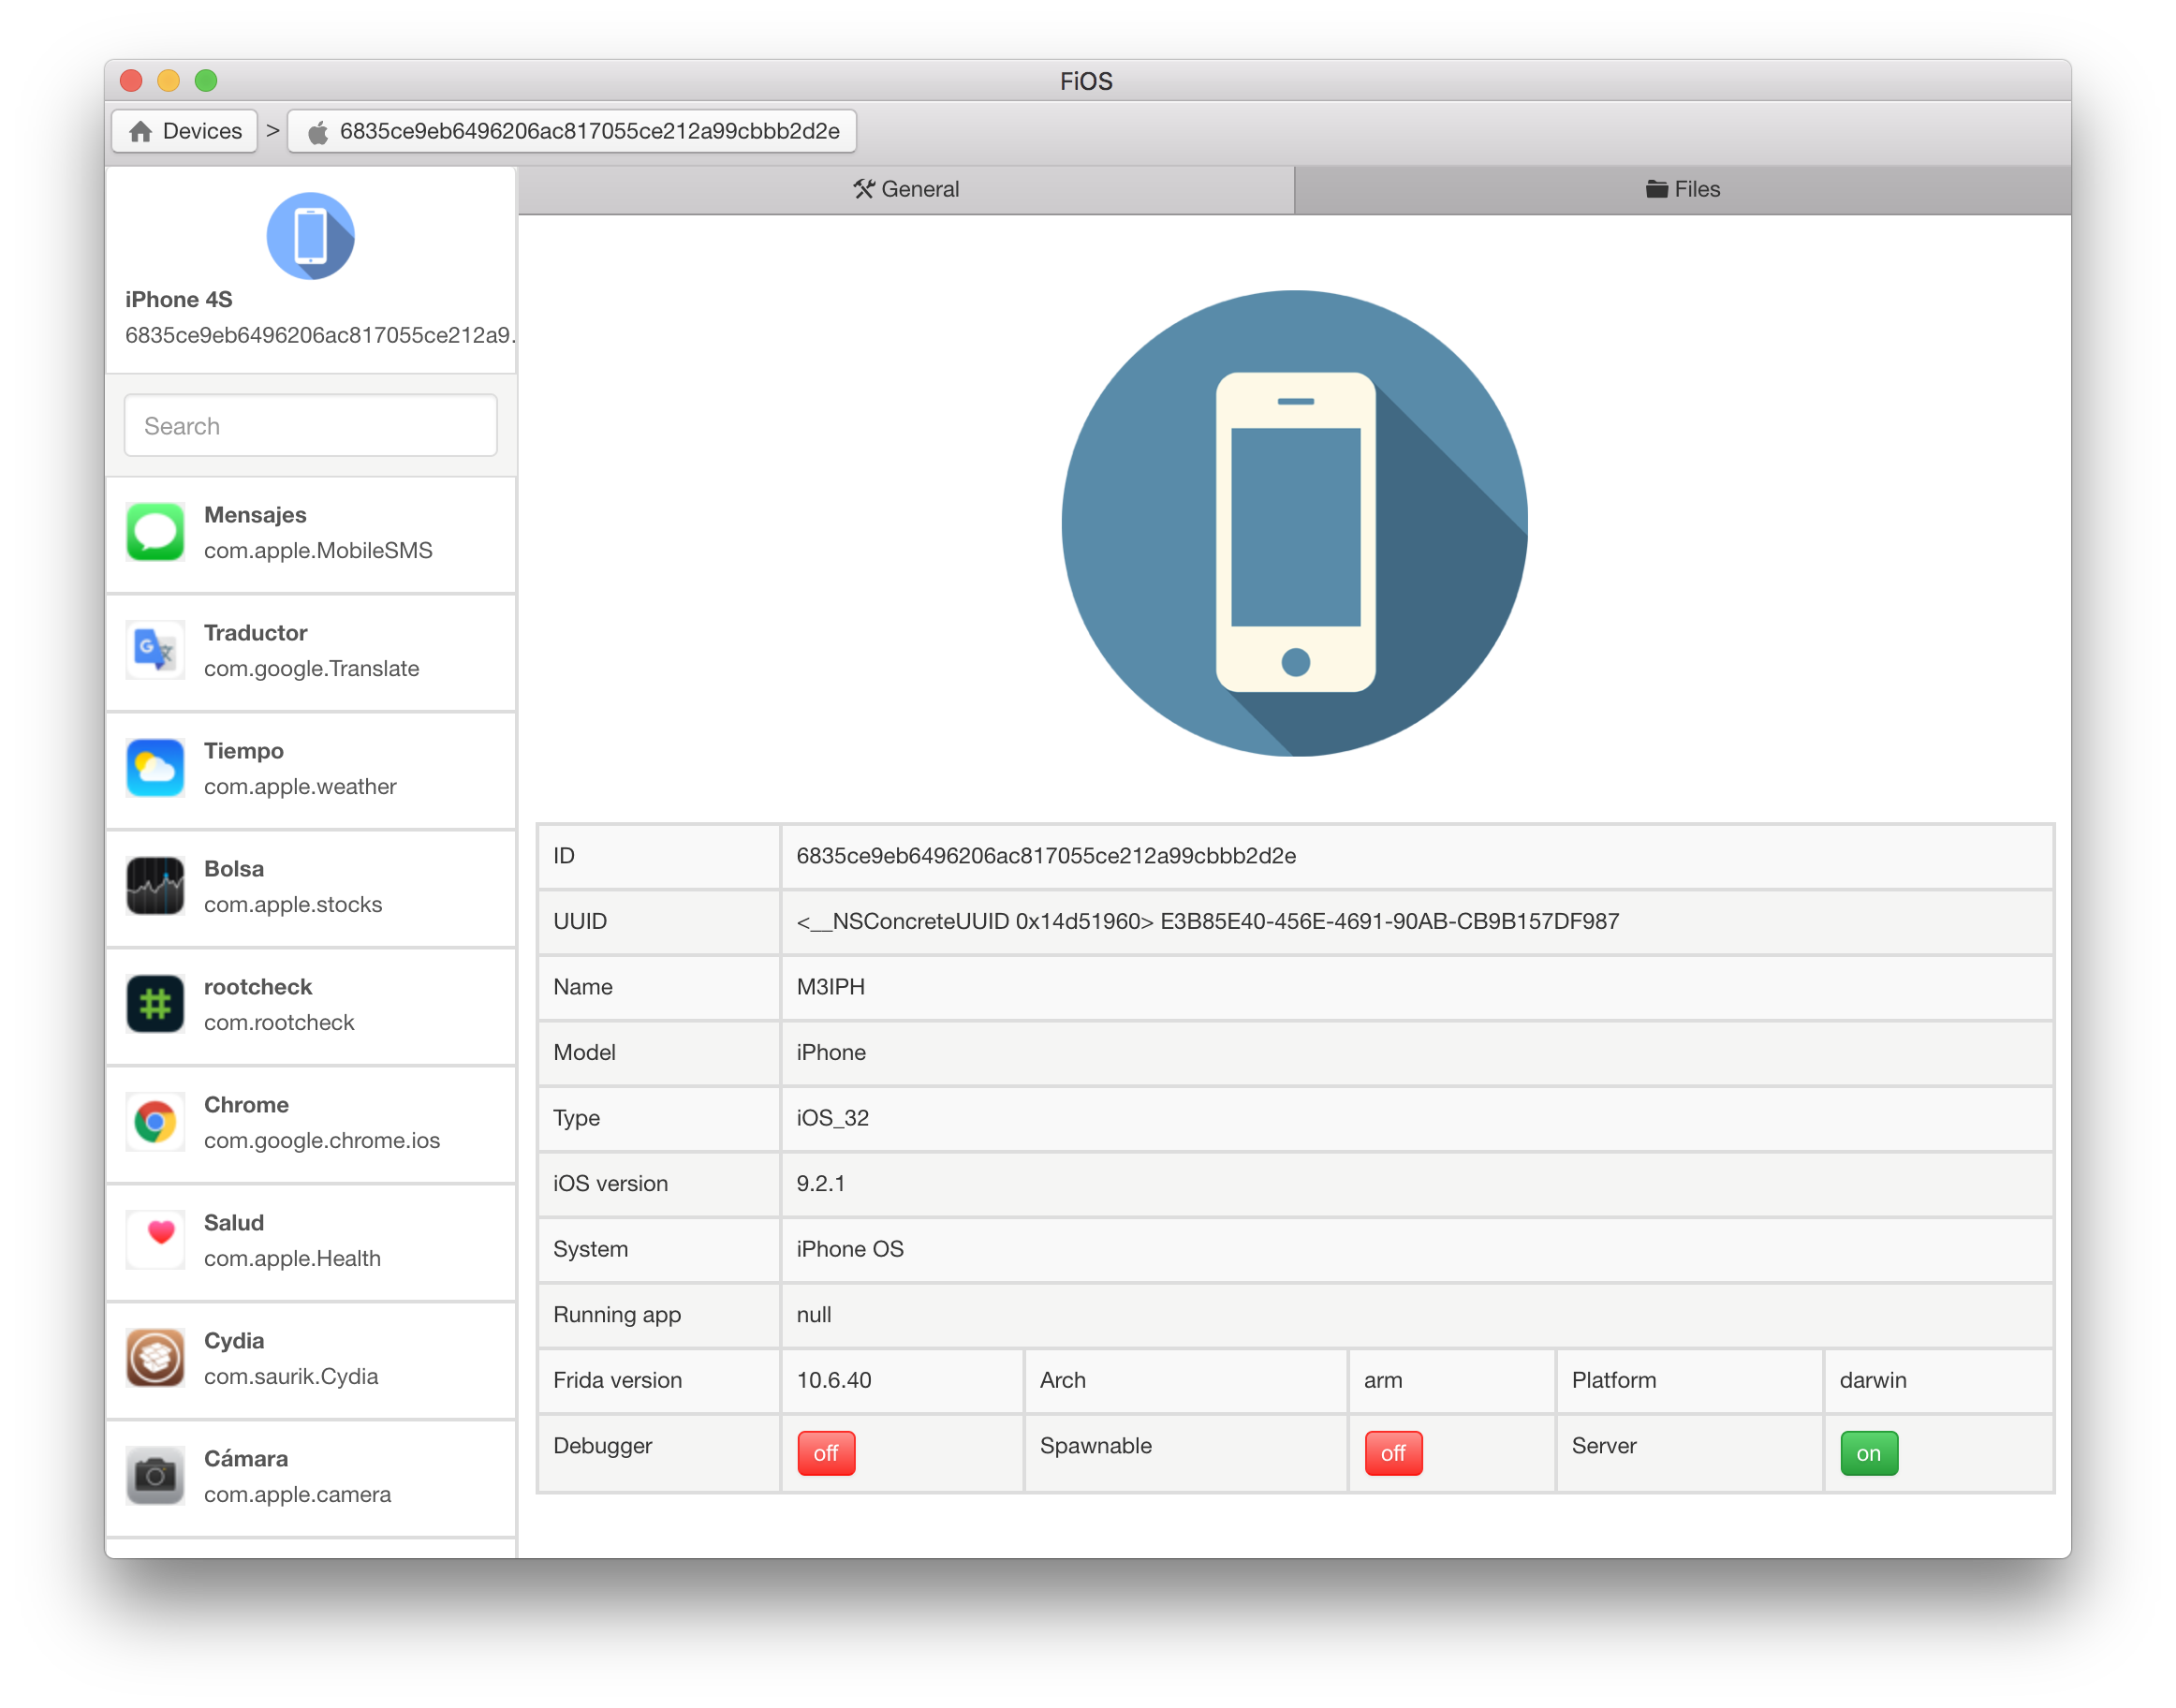 FiOS
Devices > 6835ce9eb6496206ac817055ce212a99cbbb2d2e
iPhone 4S
6835ce9eb6496206ac817055ce212a9.
Search
Mensajes
com.apple.MobileSMS
Traductor
com.google.Translate
Tiempo
com.apple.weather
Bolsa
com.apple.stocks
rootcheck
com.rootcheck
Chrome
com.google.chrome.ios
Salud
com.apple.Health
Cydia
com.saurik.Cydia
Cámara
com.apple.camera
General Files
ID 6835ce9eb6496206ac817055ce212a99cbbb2d2e
UUID <__NSConcreteUUID 0x14d51960> E3B85E40-456E-4691-90AB-CB9B157DF987
Name M3IPH
Model iPhone
Type iOS_32
iOS version 9.2.1
System iPhone OS
Running app null
Frida version 10.6.40 Arch arm Platform darwin
Debugger off Spawnable off Server on